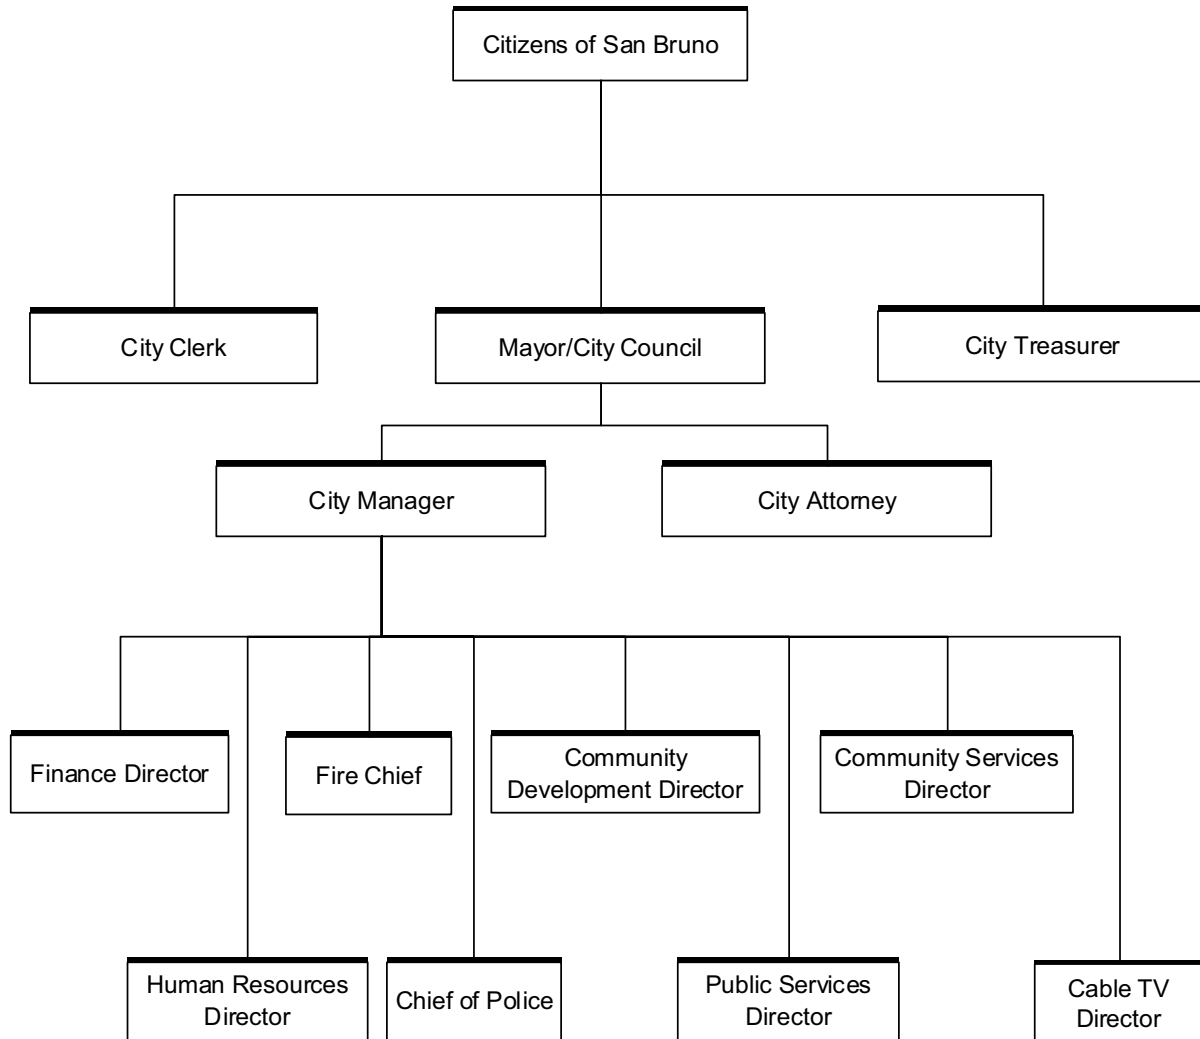 Citizens of San Bruno
City Clerk
Mayor/City Council
City Treasurer
City Manager
City Attorney
Finance Director
Fire Chief
Community
Development Director
Community Services
Director
Human Resources
Director
Chief of Police
Public Services
Director
Cable TV
Director